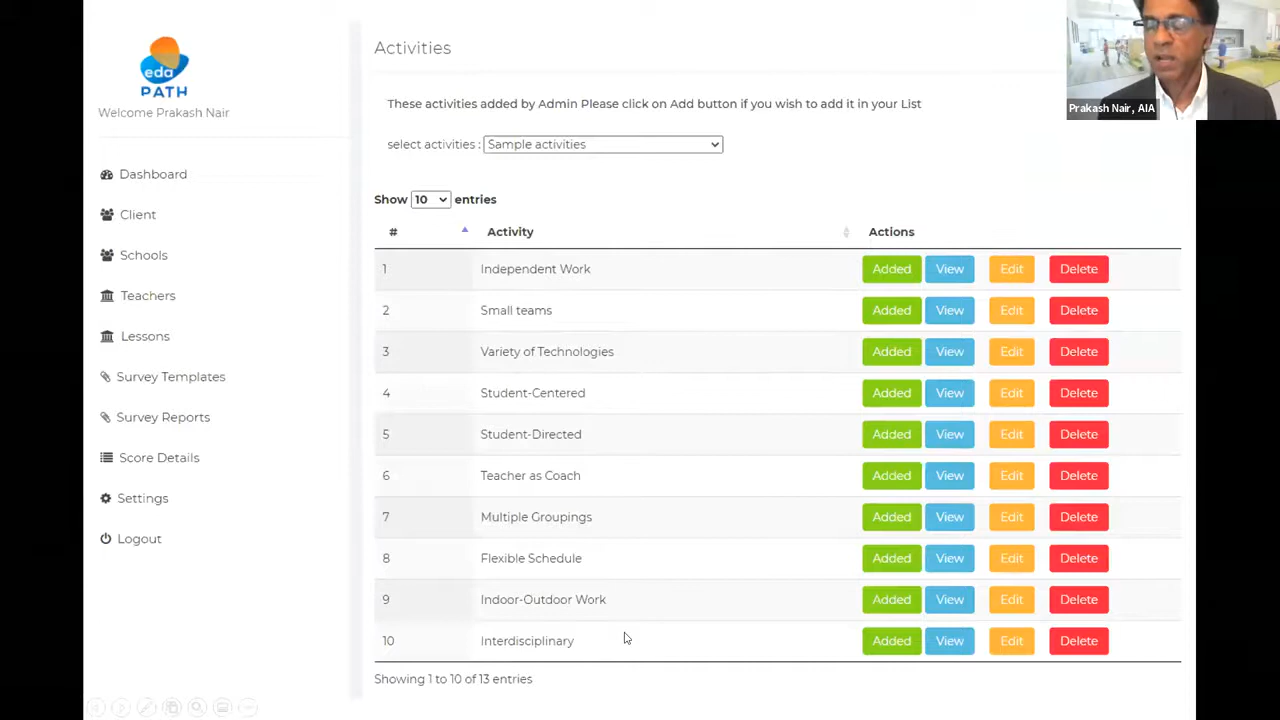 eda
PATH
Welcome Prakash Nair
Dashboard
Client
Schools
Teachers
Lessons
Survey Templates
Survey Reports
Score Details
Settings
Logout
Activities
These activities added by Admin Please click on Add button if you wish to add it in your List
select activities : Sample activities
Show 10 entries
# Activity Actions
1 Independent Work Added View Edit Delete
2 Small teams Added View Edit Delete
3 Variety of Technologies Added View Edit Delete
4 Student-Centered Added View Edit Delete
5 Student-Directed Added View Edit Delete
6 Teacher as Coach Added View Edit Delete
7 Multiple Groupings Added View Edit Delete
8 Flexible Schedule Added View Edit Delete
9 Indoor-Outdoor Work Added View Edit Delete
10 Interdisciplinary Added View Edit Delete
Showing 1 to 10 of 13 entries
Prakash Nair, AIA